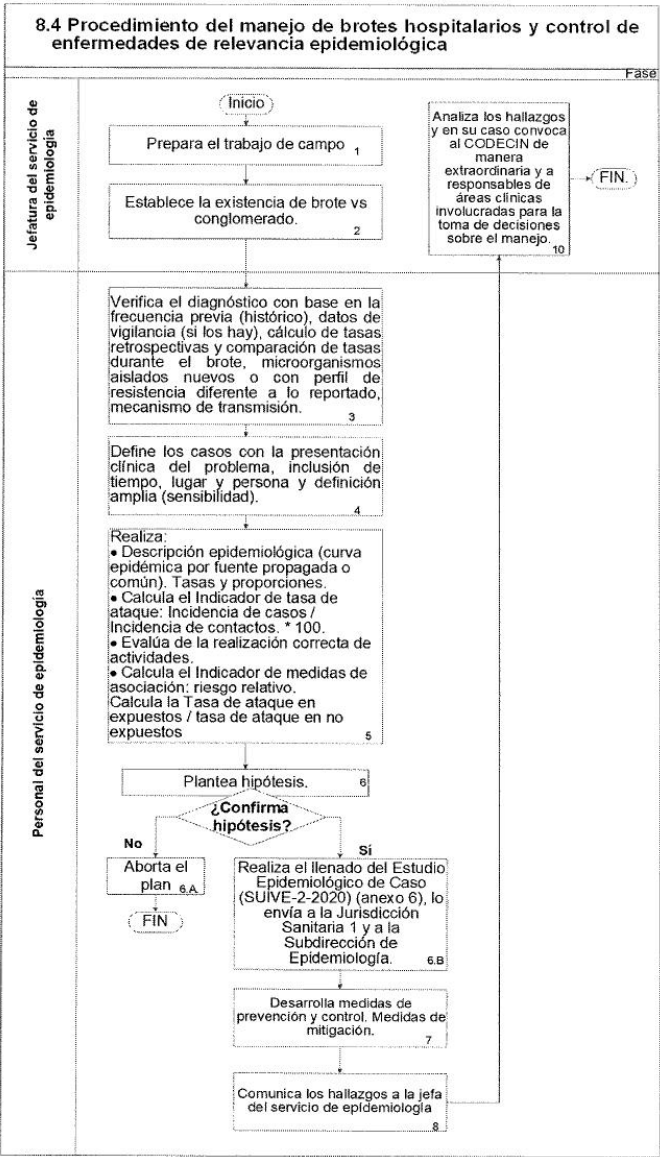 8.4 Procedimiento del manejo de brotes hospitalarios y control de
enfermedades de relevancia epidemiológica
Fase
Jefatura del servicio de
epidemiología
Inicio
Prepara el trabajo de campo 1
Establece la existencia de brote vs
conglomerado.
2
Analiza los hallazgos
y en su caso convoca
al CODECIN de
manera
extraordinaria y a
responsables de
áreas clínicas
involucradas para la
toma de decisiones
sobre el manejo.
10
FIN.
Personal del servicio de epidemiología
Verifica el diagnóstico con base en la
frecuencia previa (histórico), datos de
vigilancia (si los hay), cálculo de tasas
retrospectivas y comparación de tasas
durante el brote, microorganismos
aislados nuevos o con perfil de
resistencia diferente a lo reportado,
mecanismo de transmisión.
3
Define los casos con la presentación
clínica del problema, inclusión de
tiempo, lugar y persona y definición
amplia (sensibilidad).
4
Realiza:
• Descripción epidemiológica (curva
epidémica por fuente propagada o
común). Tasas y proporciones.
• Calcula el Indicador de tasa de
ataque: Incidencia de casos /
Incidencia de contactos. * 100.
• Evalúa de la realización correcta de
actividades.
• Calcula el Indicador de medidas de
asociación: riesgo relativo.
Calcula la Tasa de ataque en
expuestos / tasa de ataque en no
expuestos
5
Plantea hipótesis. 6
¿Confirma
hipótesis?
No
Aborta el
plan 6.A
FIN
Sí
Realiza el llenado del Estudio
Epidemiológico de Caso
(SUIVE-2-2020) (anexo 6), lo
envía a la Jurisdicción
Sanitaria 1 y a la
Subdirección de
Epidemiología. 6.B
Desarrolla medidas de
prevención y control. Medidas de
mitigación.
7
Comunica los hallazgos a la jefa
del servicio de epidemiología
8